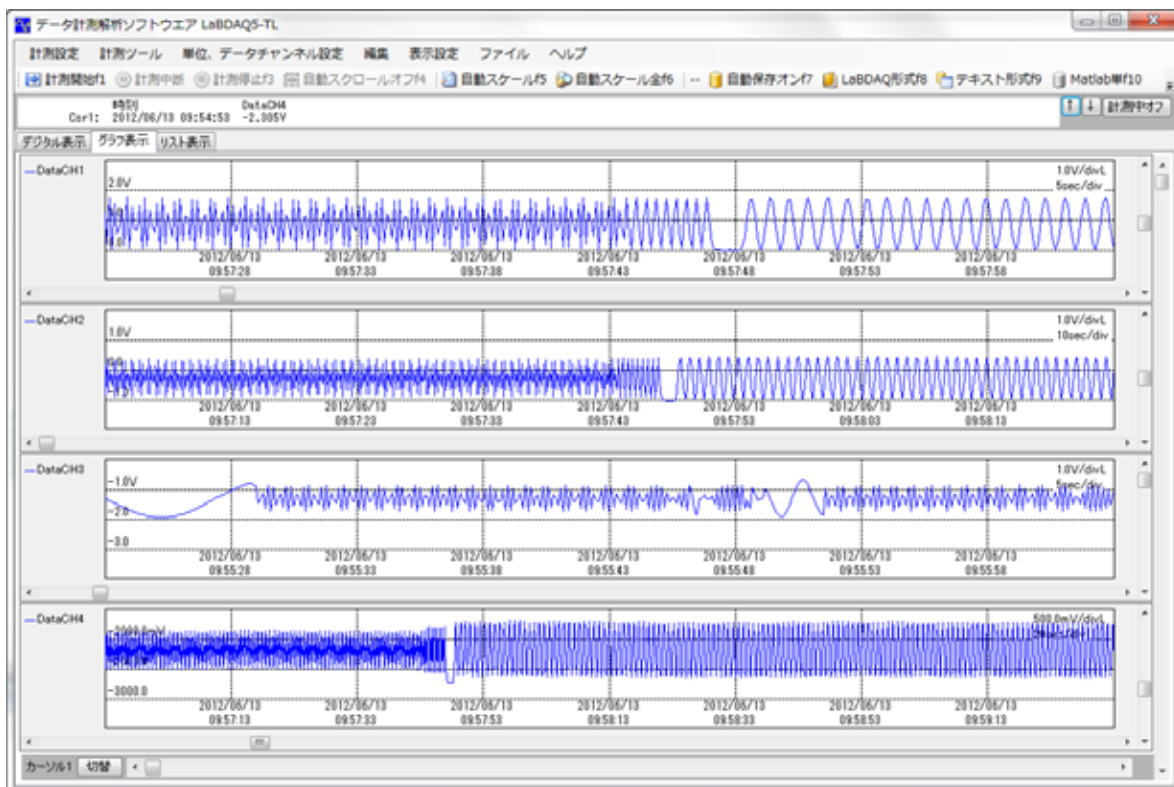 データ計測解析ソフトウエア LaBDAQ5-TL
計測設定 計測ツール 単位、データチャンネル設定 編集 表示設定 ファイル ヘルプ
計測開始f1 計測中断 計測停止f3 自動スクロールオフf4 自動スケールf5 自動スケール全f6 -- 自動保存オンf7 LaBDAQ形式f8 テキスト形式f9 Matlab単f10
時刻 DataCH4
Csr1: 2012/06/13 09:54:53 -2.305V
↑ ↓ 計測中オフ
デジタル表示 グラフ表示 リスト表示
DataCH1
1.0V/divL
5sec/div
2.0V
2012/06/13 2012/06/13 2012/06/13 2012/06/13 2012/06/13 2012/06/13 2012/06/13
09:57:28 09:57:33 09:57:38 09:57:43 09:57:48 09:57:53 09:57:58
DataCH2
1.0V/divL
10sec/div
1.0V
2012/06/13 2012/06/13 2012/06/13 2012/06/13 2012/06/13 2012/06/13 2012/06/13
09:57:13 09:57:23 09:57:33 09:57:43 09:57:53 09:58:03 09:58:13
DataCH3
1.0V/divL
5sec/div
-1.0V
-2.0
-3.0
2012/06/13 2012/06/13 2012/06/13 2012/06/13 2012/06/13 2012/06/13 2012/06/13
09:55:28 09:55:33 09:55:38 09:55:43 09:55:48 09:55:53 09:55:58
DataCH4
500.0mV/divL
-3000.0
2012/06/13 2012/06/13 2012/06/13 2012/06/13 2012/06/13 2012/06/13 2012/06/13
09:57:13 09:57:33 09:57:53 09:58:13 09:58:33 09:58:53 09:59:13
カーソル1 切替